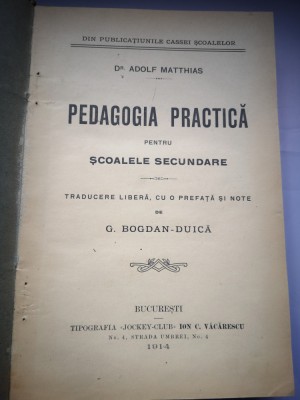 DIN PUBLICAȚIUNILE CASSEI ȘCOALELOR
DR. ADOLF MATTHIAS
PEDAGOGIA PRACTICĂ
PENTRU
ȘCOALELE SECUNDARE
TRADUCERE LIBERĂ, CU O PREFAȚĂ ȘI NOTE
DE
G. BOGDAN-DUICĂ
BUCUREȘTI
TIPOGRAFIA «JOCKEY-CLUB» ION C. VĂCĂRESCU
No. 4, STRADA UMBREI, No. 4
1914